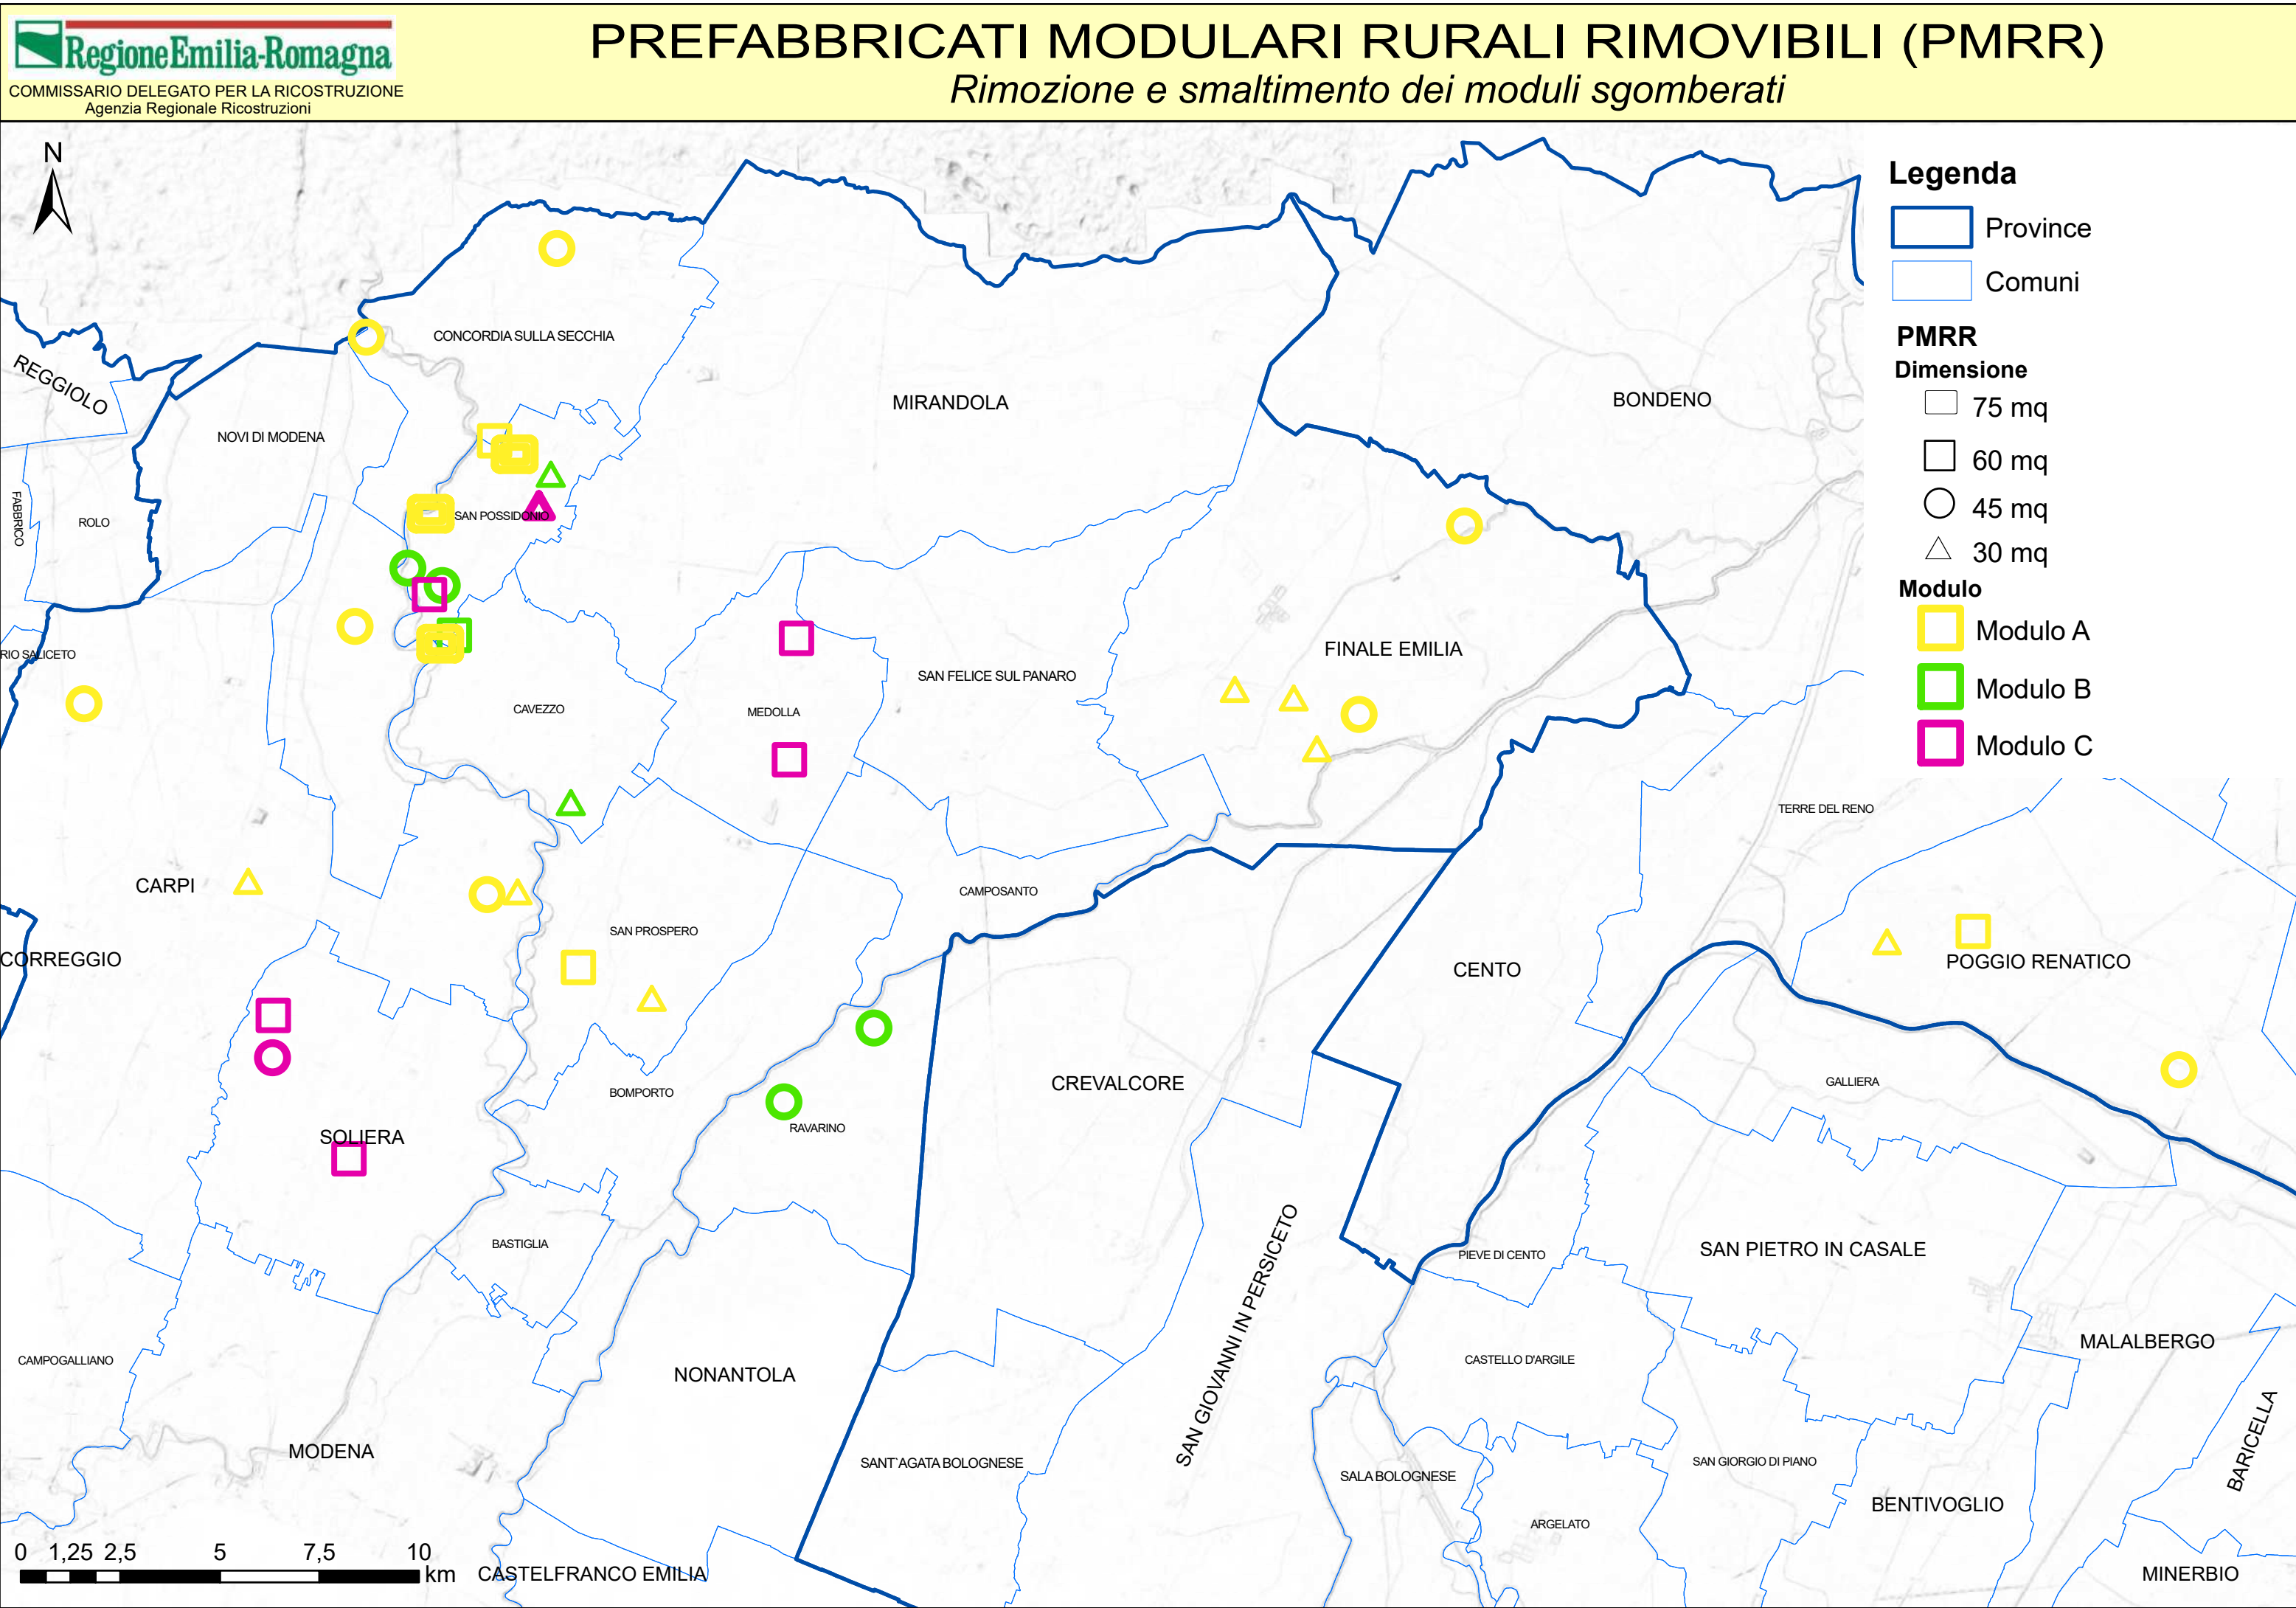 RegioneEmilia-Romagna
COMMISSARIO DELEGATO PER LA RICOSTRUZIONE
Agenzia Regionale Ricostruzioni
PREFABBRICATI MODULARI RURALI RIMOVIBILI (PMRR)
Rimozione e smaltimento dei moduli sgomberati
N
Legenda
Province
Comuni
PMRR
Dimensione
75 mq
60 mq
45 mq
30 mq
Modulo
Modulo A
Modulo B
Modulo C
CONCORDIA SULLA SECCHIA
REGGIOLO
MIRANDOLA
BONDENO
NOVI DI MODENA
FABBRICO
ROLO
SAN POSSIDONIO
RIO SALICETO
FINALE EMILIA
SAN FELICE SUL PANARO
CAVEZZO
MEDOLLA
TERRE DEL RENO
CARPI
CAMPOSANTO
SAN PROSPERO
CORREGGIO
CENTO
POGGIO RENATICO
CREVALCORE
GALLIERA
BOMPORTO
RAVARINO
SOLIERA
BASTIGLIA
SAN GIOVANNI IN PERSICETO
PIEVE DI CENTO
SAN PIETRO IN CASALE
MALALBERGO
CAMPOGALLIANO
CASTELLO D'ARGILE
NONANTOLA
BARICELLA
MODENA
SANT`AGATA BOLOGNESE
SALA BOLOGNESE
SAN GIORGIO DI PIANO
BENTIVOGLIO
ARGELATO
CASTELFRANCO EMILIA
MINERBIO
0 1,25 2,5 5 7,5 10
km